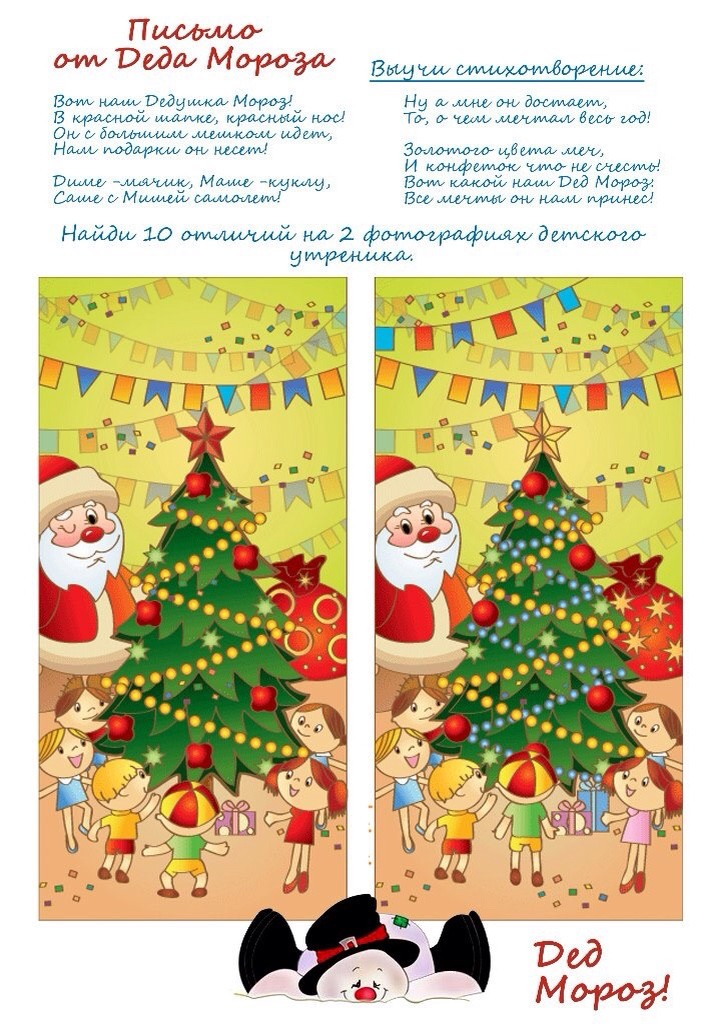 Письмо
от Деда Мороза
Вот наш Дедушка Мороз!
В красной шапке, красный нос!
Он с большим мешком идет,
Нам подарки он несет!
Диме -мячик, Маше -куклу,
Саше с Мишей самолет!
Выучи стихотворение:
Ну а мне он достает,
То, о чем мечтал весь год!
Золотого цвета меч,
И конфеток что не счесть!
Вот какой наш Дед Мороз:
Все мечты он нам принес!
Найди 10 отличий на 2 фотографиях детского
утреника.
Дед
Мороз!